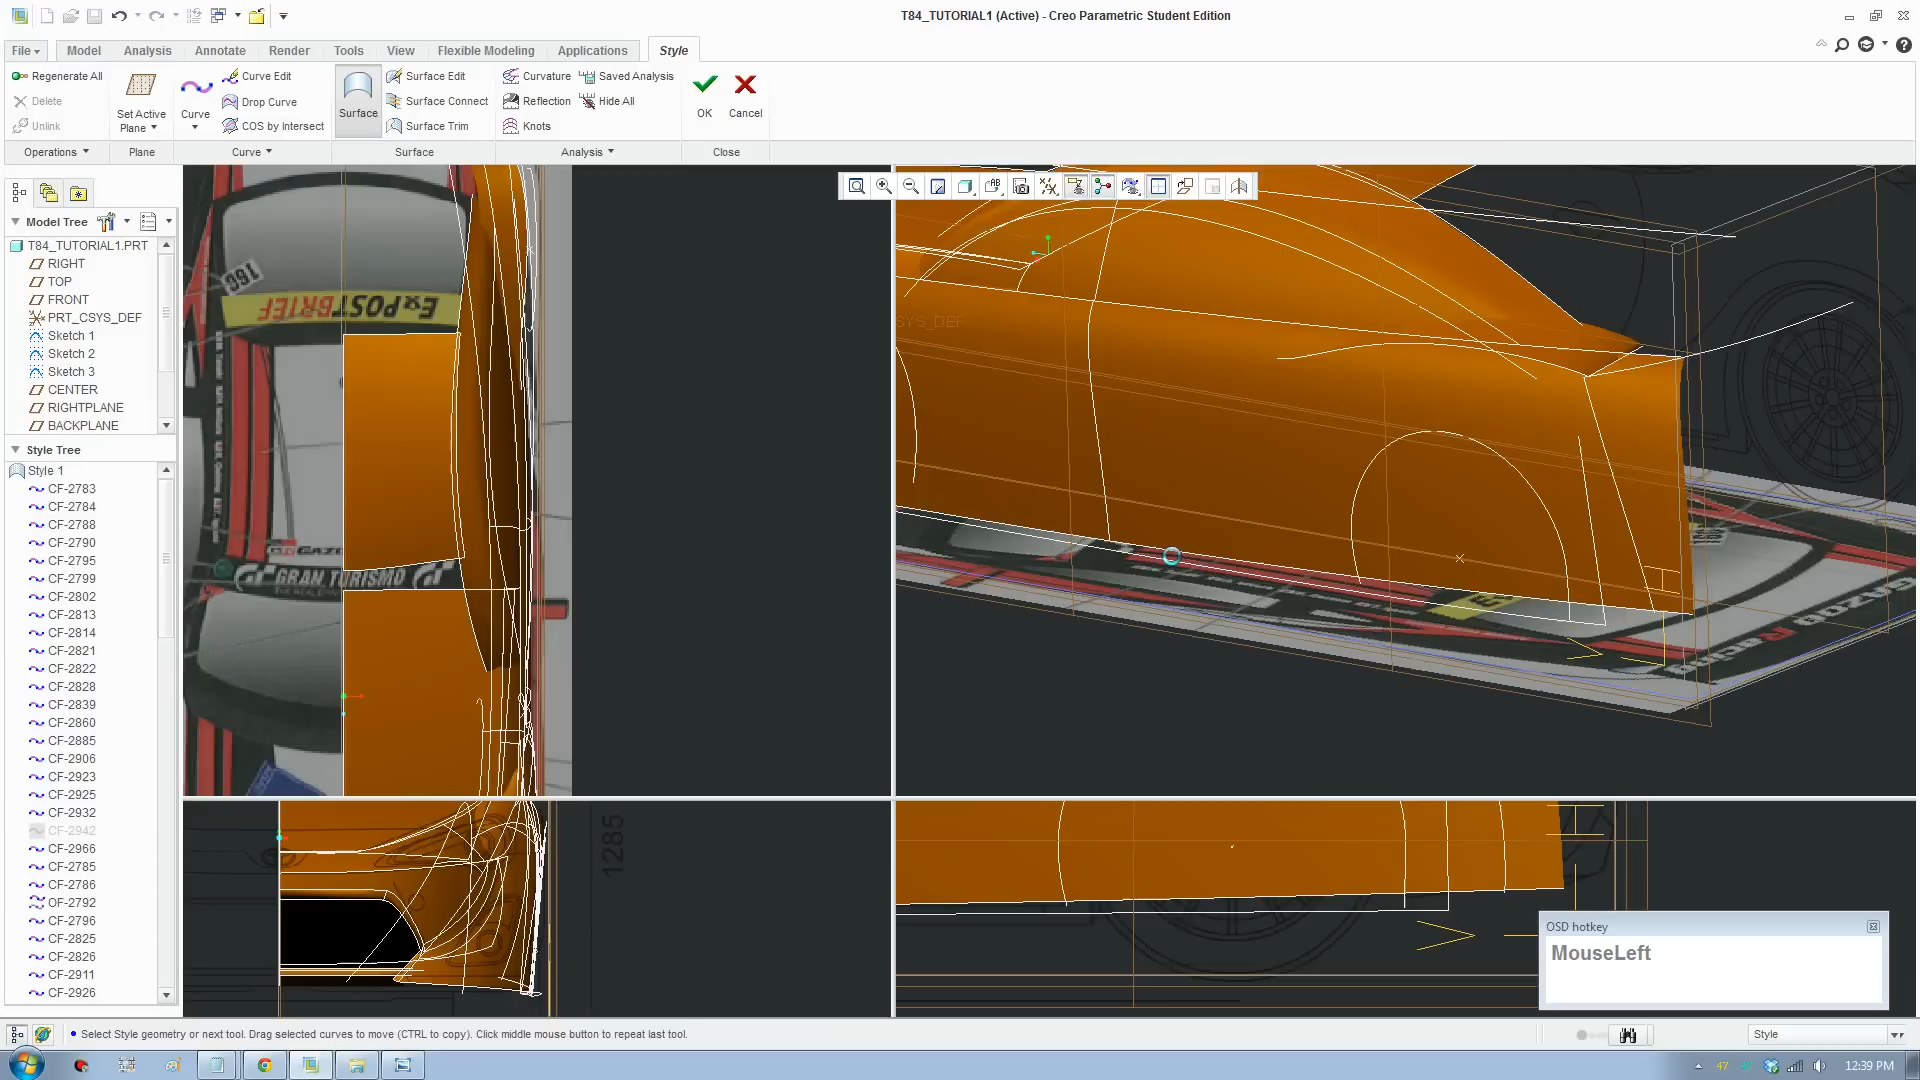 T84_TUTORIAL1 (Active) - Creo Parametric Student Edition
File
Model
Analysis
Annotate
Render
Tools
View
Flexible Modeling
Applications
Style
Regenerate All
Delete
Unlink
Set Active
Plane
Curve
Curve Edit
Drop Curve
COS by Intersect
Surface
Surface Edit
Surface Connect
Surface Trim
Curvature
Reflection
Knots
Saved Analysis
Hide All
OK
Cancel
Operations
Plane
Curve
Surface
Analysis
Close
Model Tree
T84_TUTORIAL1.PRT
RIGHT
TOP
FRONT
PRT_CSYS_DEF
Sketch 1
Sketch 2
Sketch 3
CENTER
RIGHTPLANE
BACKPLANE
Style Tree
Style 1
CF-2783
CF-2784
CF-2788
CF-2790
CF-2795
CF-2799
CF-2802
CF-2813
CF-2814
CF-2821
CF-2822
CF-2828
CF-2839
CF-2860
CF-2885
CF-2906
CF-2923
CF-2925
CF-2932
CF-2942
CF-2966
CF-2785
CF-2786
OF-2792
CF-2796
CF-2825
CF-2826
CF-2911
CF-2926
166
ExPOSTBRIEF
GAZO
GRAN TURISMO
SYS_DEF
GAZOO Racing
1285
OSD hotkey
MouseLeft
Select Style geometry or next tool. Drag selected curves to move (CTRL to copy). Click middle mouse button to repeat last tool.
Style
47
12:39 PM